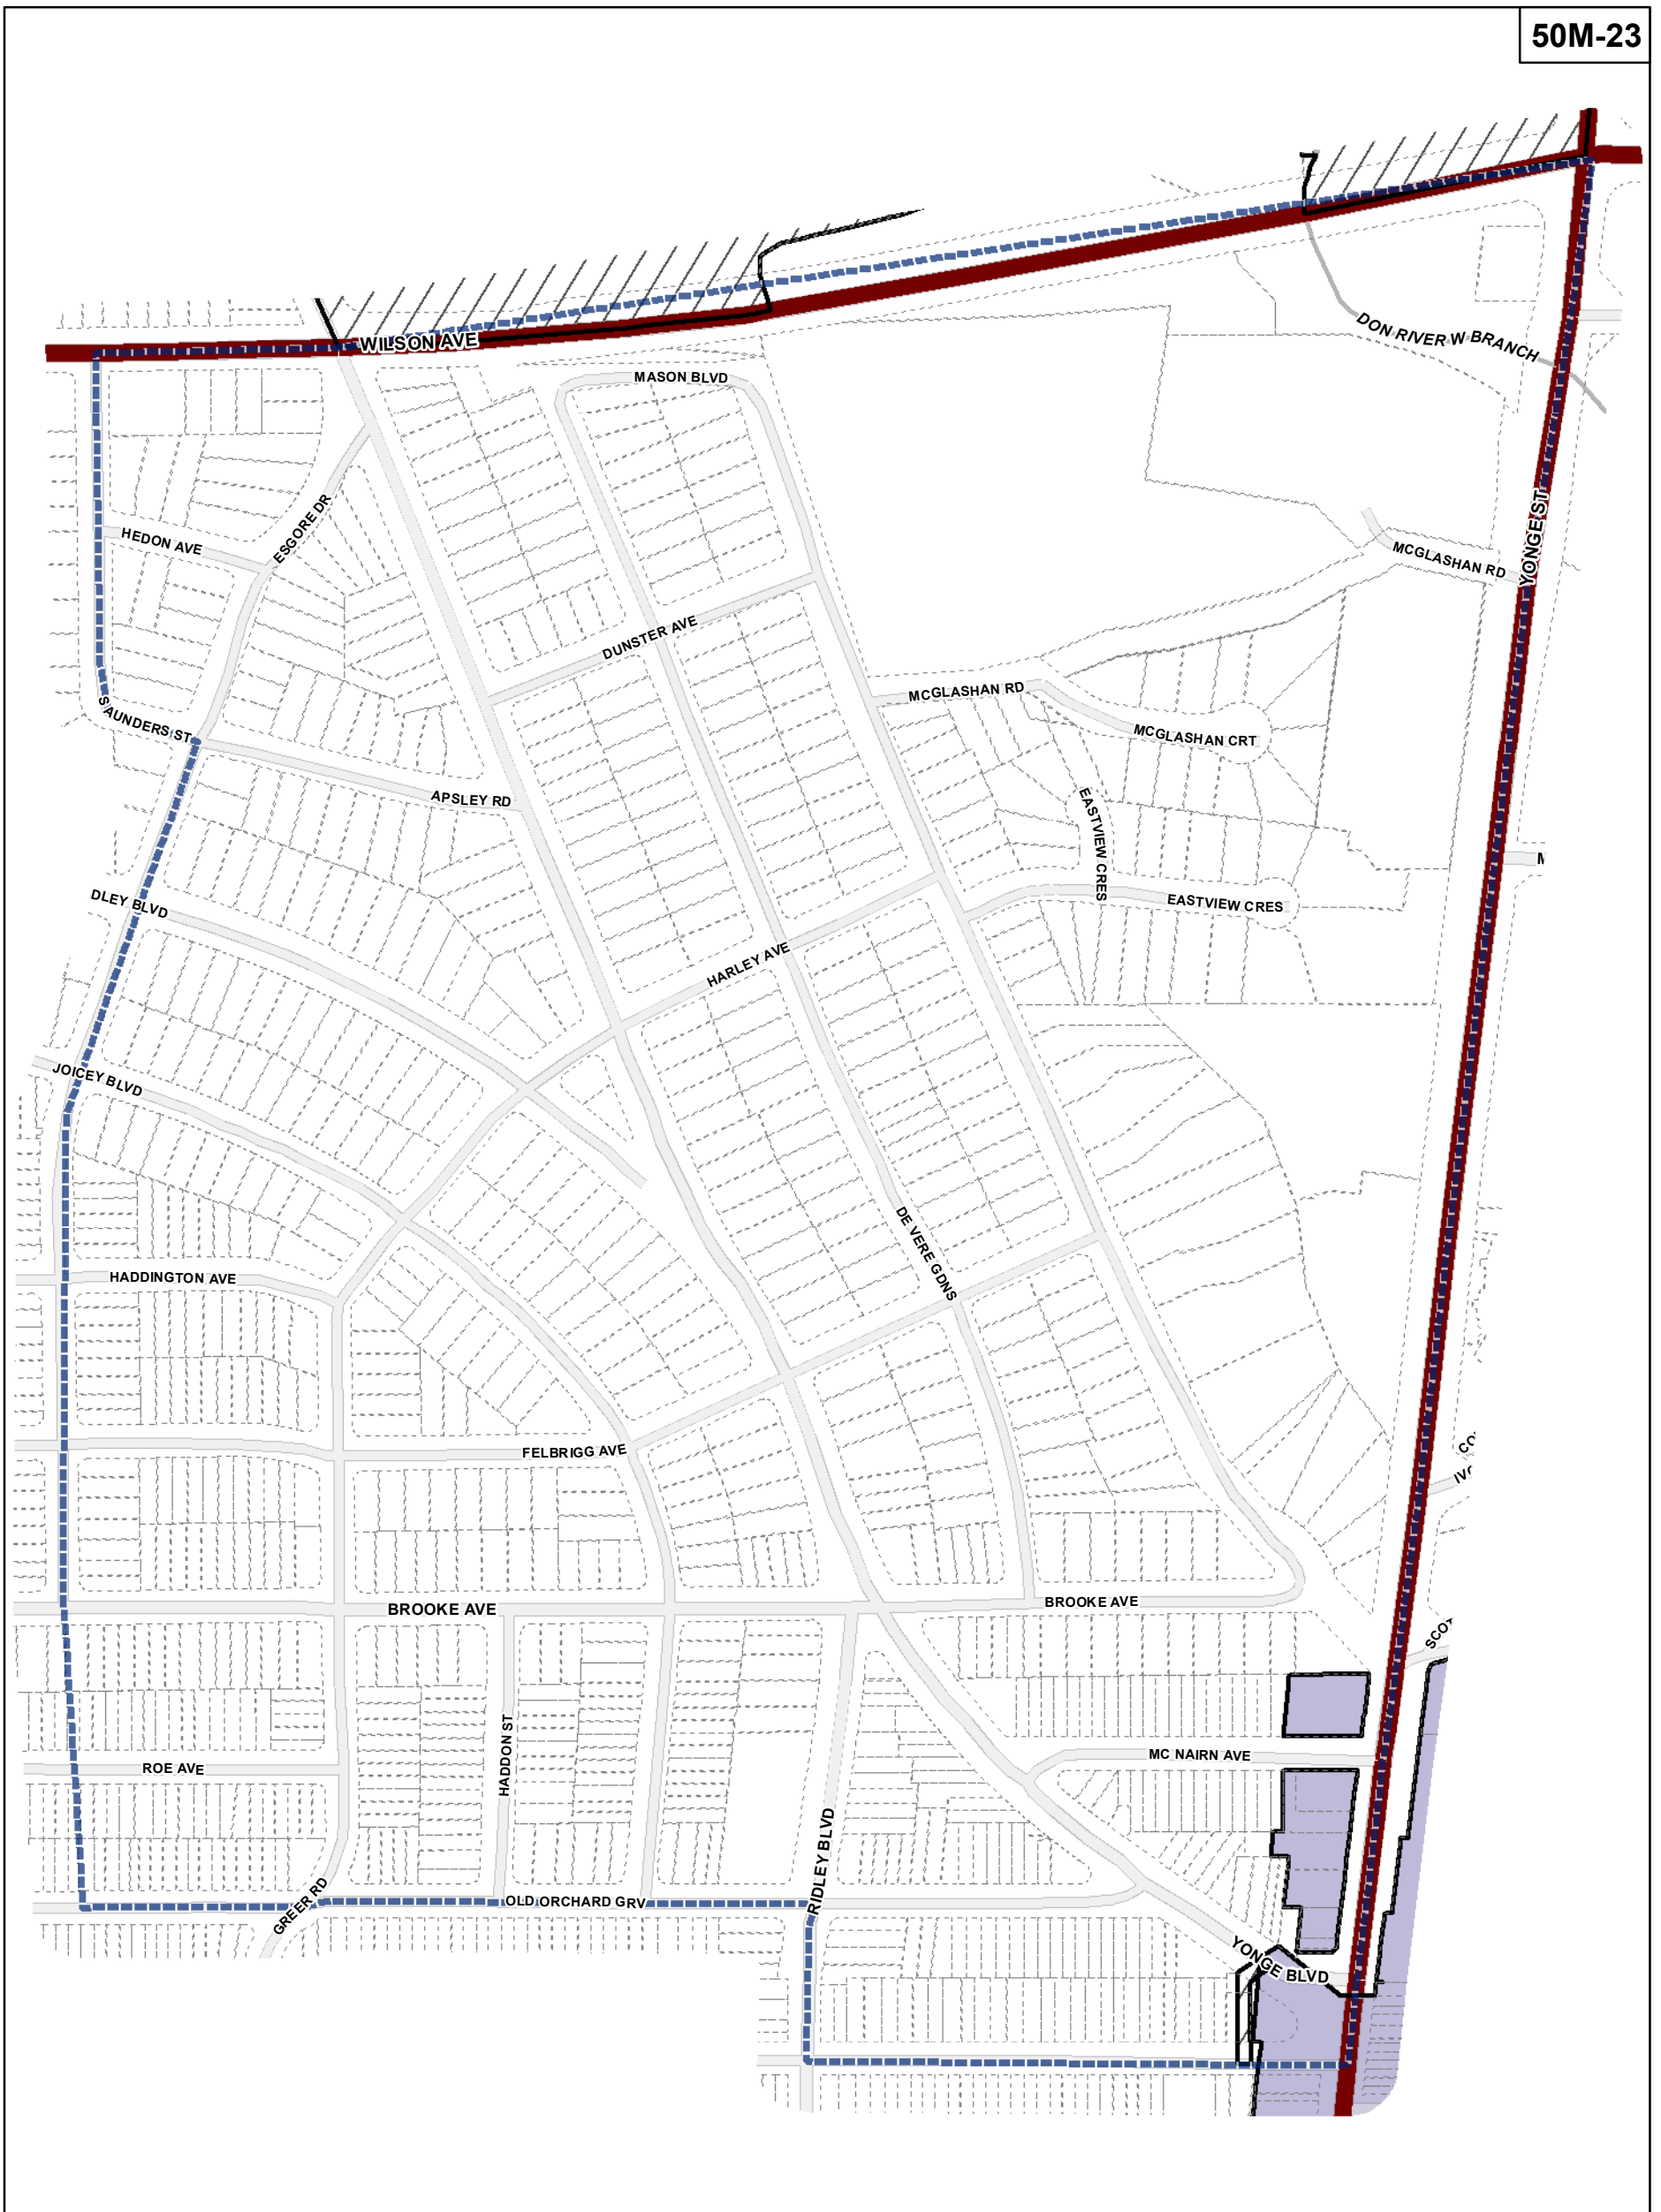 50M-23
7
WILSON AVE
DON RIVER W BRANCH
MASON BLVD
HEDON AVE
ESGORE DR
YONGE ST
MCGLASHAN RD
DUNSTER AVE
MCGLASHAN RD
MCGLASHAN CRT
SAUNDERS ST
APSLEY RD
EASTVIEW CRES
EASTVIEW CRES
DLEY BLVD
HARLEY AVE
JOICEY BLVD
DE VERE GDNS
HADDINGTON AVE
FELBRIGG AVE
CO
BROOKE AVE
BROOKE AVE
SCOT
MC NAIRN AVE
ROE AVE
HADDON ST
RIDLEY BLVD
OLD ORCHARD GRV
GREER RD
YONGE BLVD